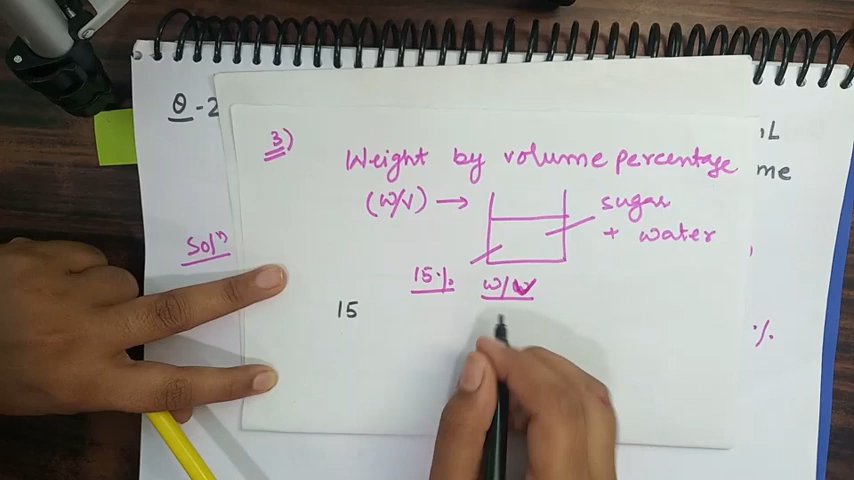 Q-2
L
me
3)
Weight by volume percentage
(W/V) → sugar
+ water
Solⁿ
15% w/v
15
%